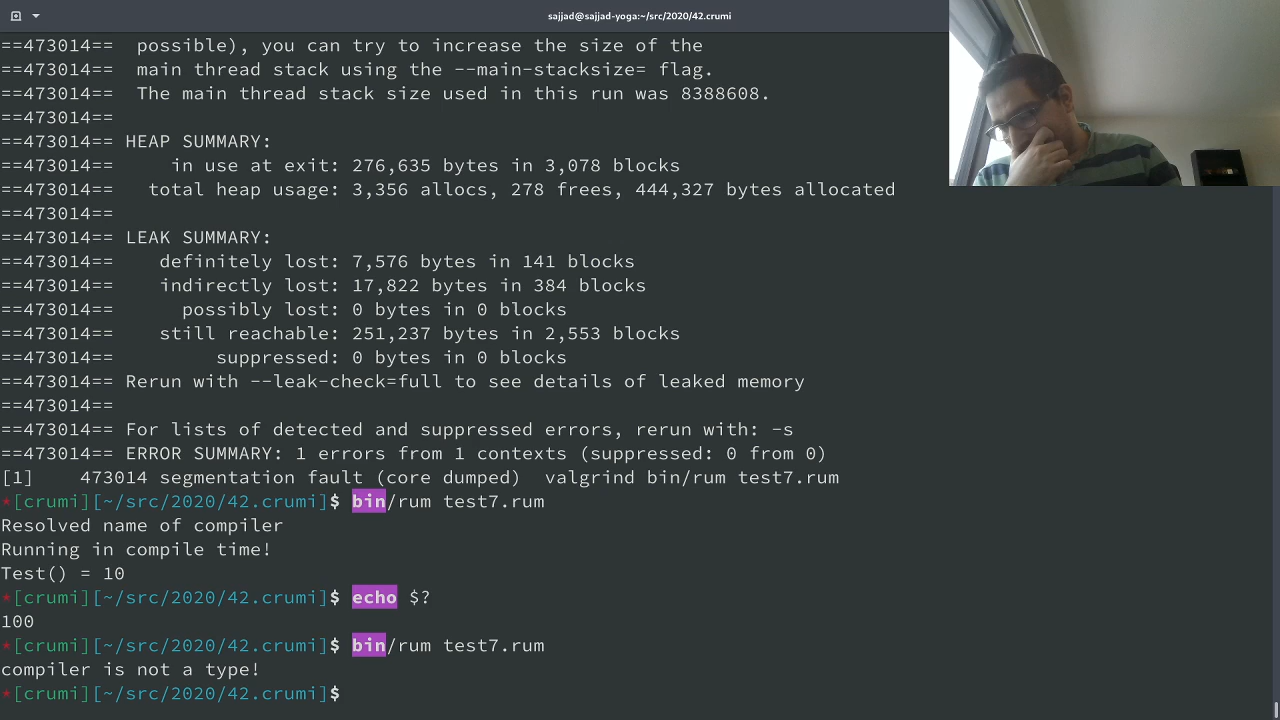 sajjad@sajjad-yoga:~/src/2020/42.crumi
==473014==  possible), you can try to increase the size of the
==473014==  main thread stack using the --main-stacksize= flag.
==473014==  The main thread stack size used in this run was 8388608.
==473014==
==473014== HEAP SUMMARY:
==473014==     in use at exit: 276,635 bytes in 3,078 blocks
==473014==   total heap usage: 3,356 allocs, 278 frees, 444,327 bytes allocated
==473014==
==473014== LEAK SUMMARY:
==473014==    definitely lost: 7,576 bytes in 141 blocks
==473014==    indirectly lost: 17,822 bytes in 384 blocks
==473014==      possibly lost: 0 bytes in 0 blocks
==473014==    still reachable: 251,237 bytes in 2,553 blocks
==473014==         suppressed: 0 bytes in 0 blocks
==473014== Rerun with --leak-check=full to see details of leaked memory
==473014==
==473014== For lists of detected and suppressed errors, rerun with: -s
==473014== ERROR SUMMARY: 1 errors from 1 contexts (suppressed: 0 from 0)
[1]    473014 segmentation fault (core dumped)  valgrind bin/rum test7.rum
*[crumi][~/src/2020/42.crumi]$ bin/rum test7.rum
Resolved name of compiler
Running in compile time!
Test() = 10
*[crumi][~/src/2020/42.crumi]$ echo $?
100
*[crumi][~/src/2020/42.crumi]$ bin/rum test7.rum
compiler is not a type!
*[crumi][~/src/2020/42.crumi]$